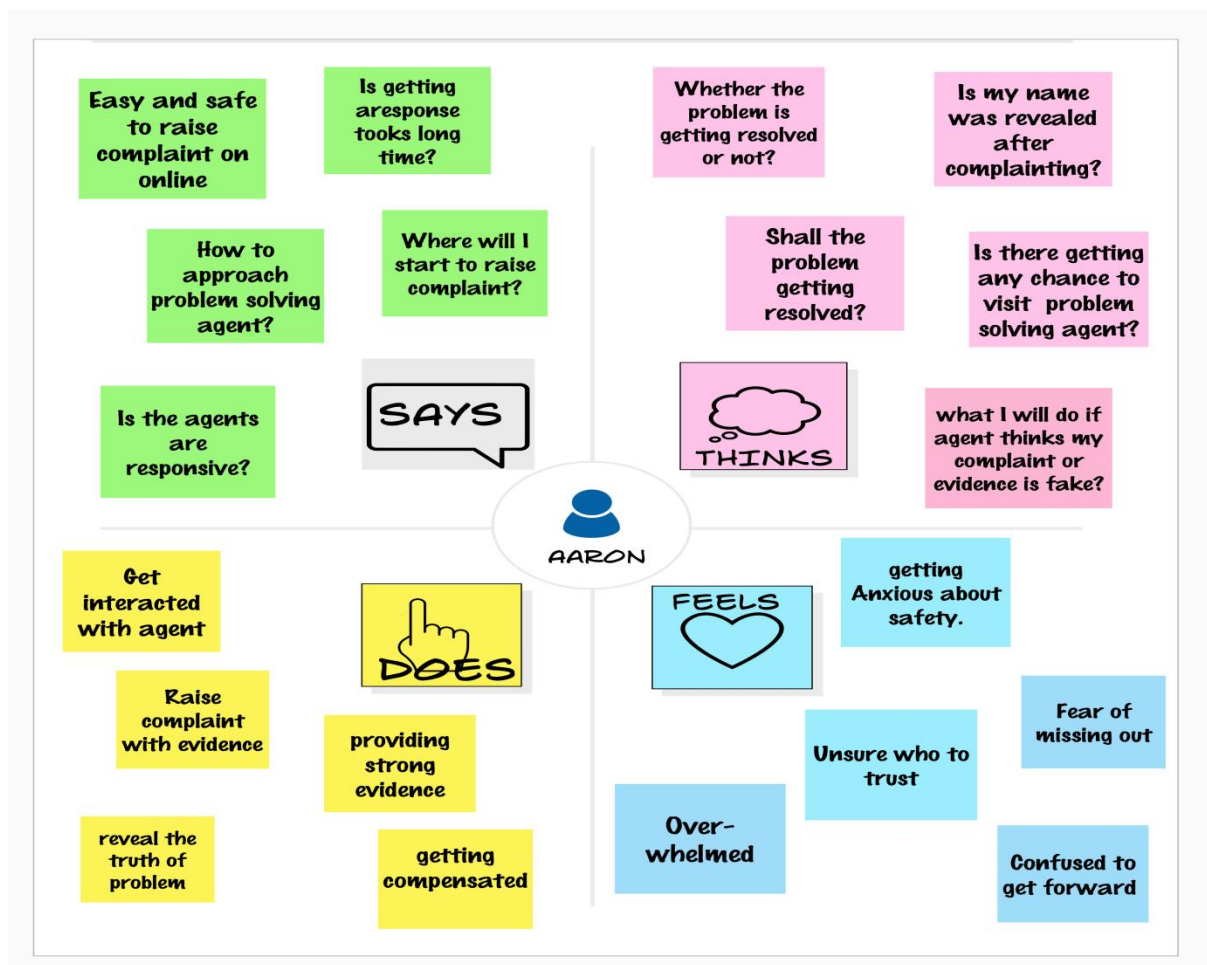 Easy and safe
to raise
complaint on
online
Is getting
aresponse
tooks long
time?
How to
approach
problem solving
agent?
Where will I
start to raise
complaint?
Is the agents
are
responsive?
SAYS
Whether the
problem is
getting resolved
or not?
Is my name
was revealed
after
complainting?
Shall the
problem
getting
resolved?
Is there getting
any chance to
visit problem
solving agent?
what I will do if
agent thinks my
complaint or
evidence is fake?
THINKS
AARON
Get
interacted
with agent
Raise
complaint
with evidence
providing
strong
evidence
reveal the
truth of
problem
getting
compensated
DOES
FEELS
getting
Anxious about
safety.
Fear of
missing out
Unsure who to
trust
Over-
whelmed
Confused to
get forward